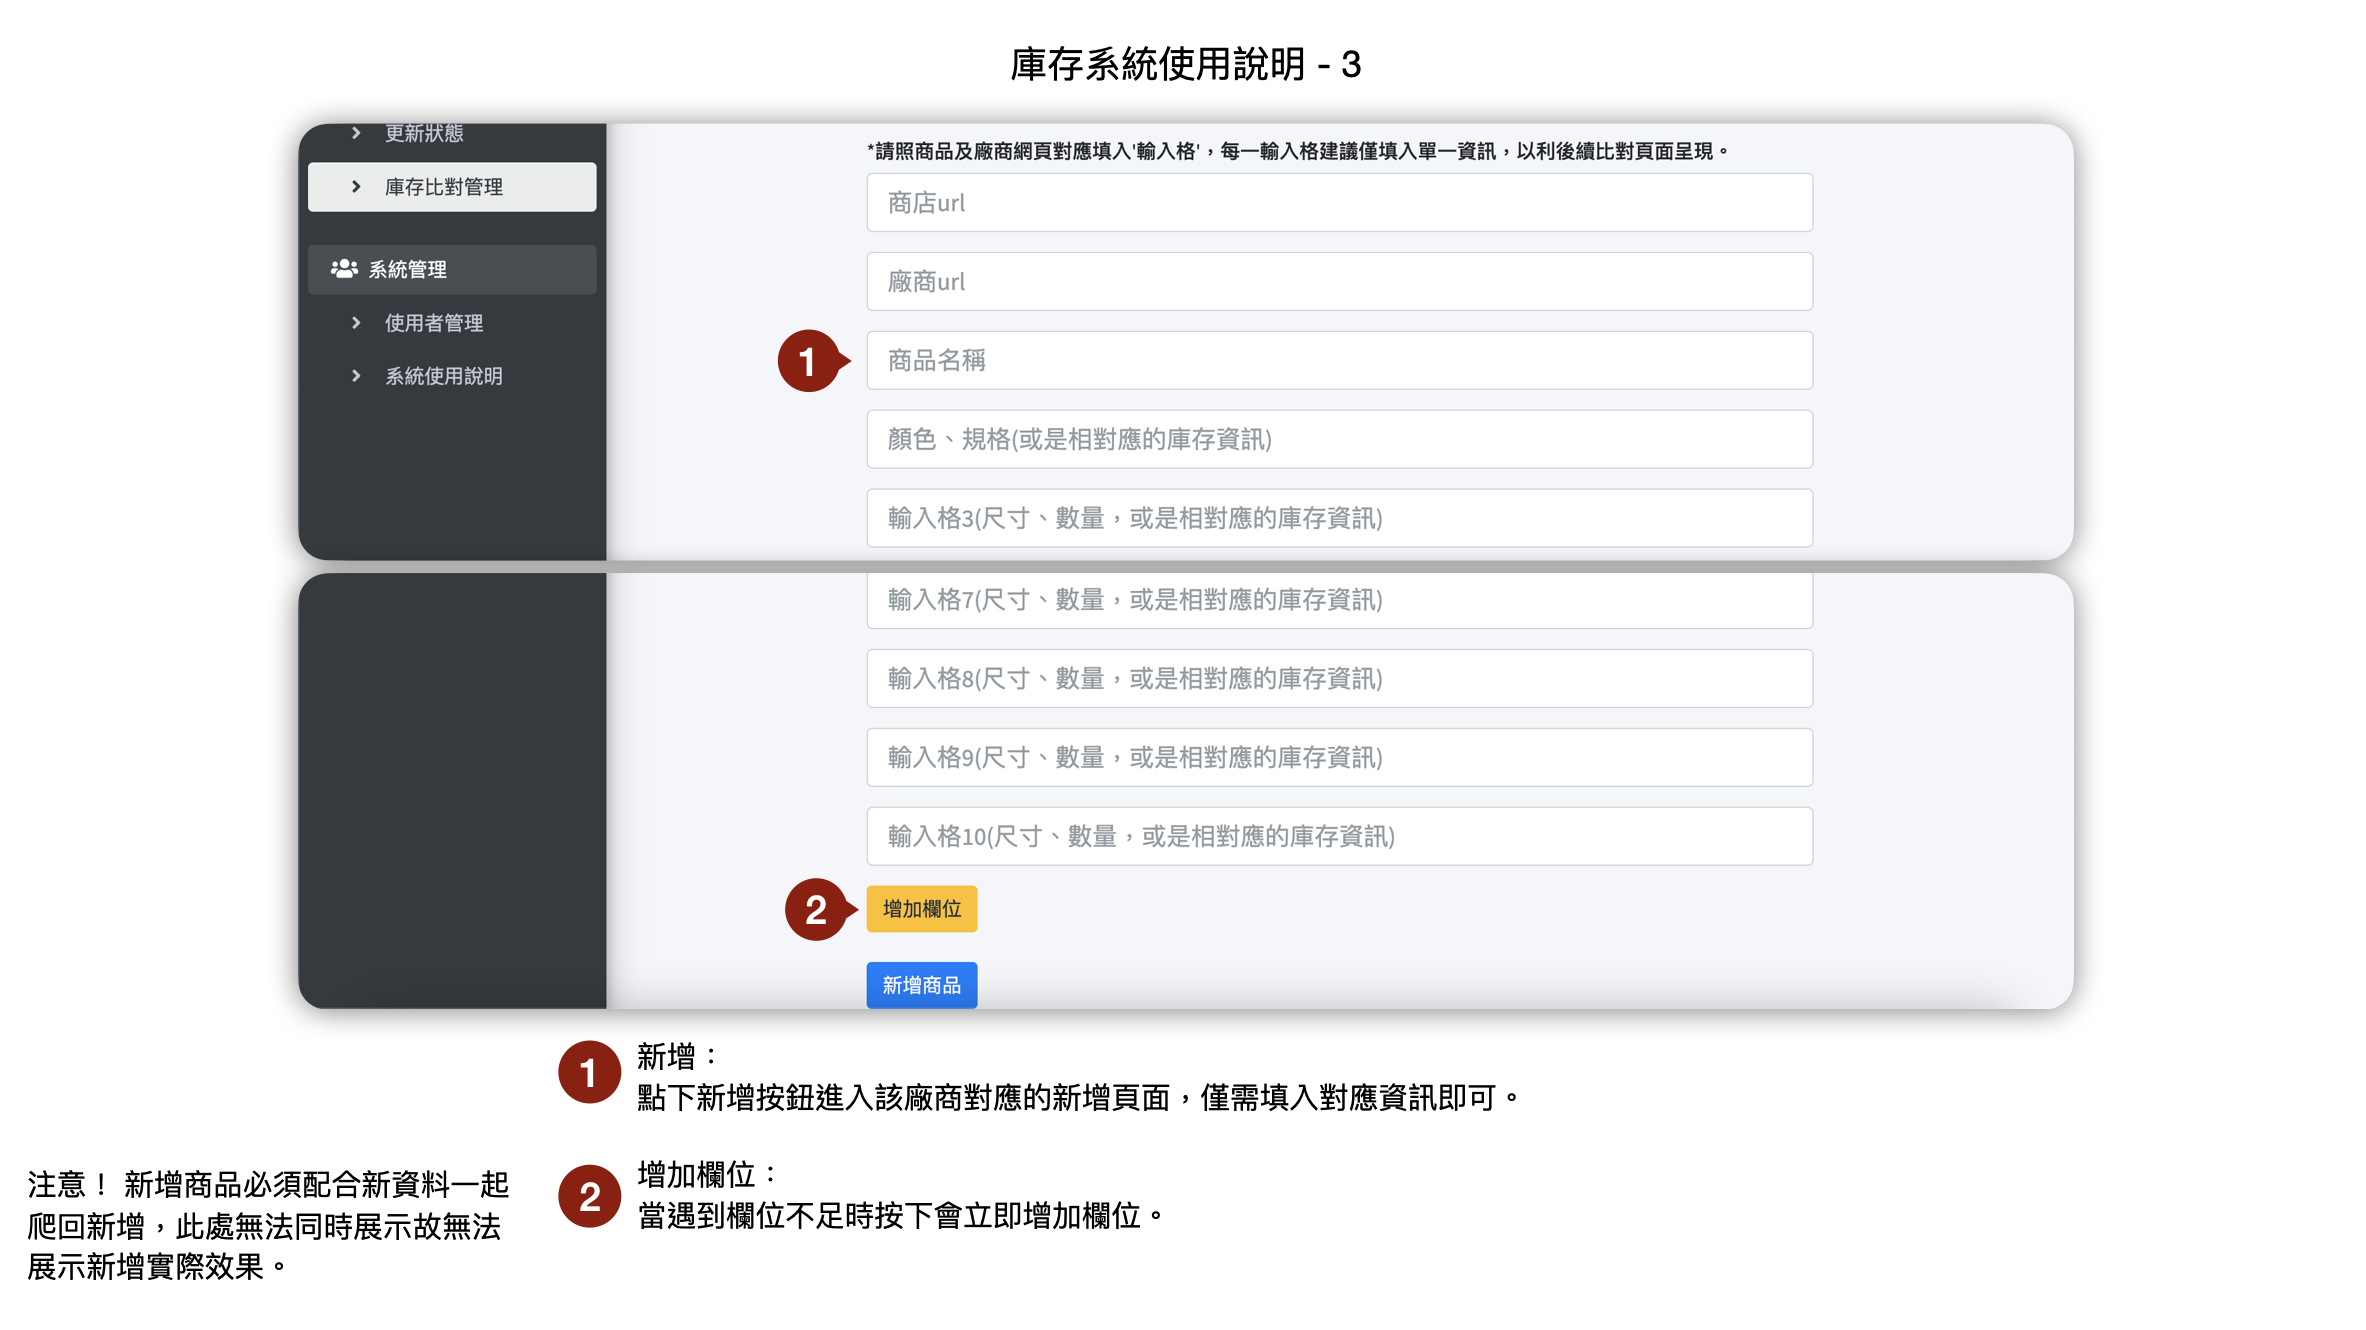 庫存系統使用說明 - 3
更新狀態
庫存比對管理
系統管理
使用者管理
系統使用說明
*請照商品及廠商網頁對應填入'輸入格'，每一輸入格建議僅填入單一資訊，以利後續比對頁面呈現。
商店url
廠商url
1
商品名稱
顏色、規格(或是相對應的庫存資訊)
輸入格3(尺寸、數量，或是相對應的庫存資訊)
輸入格7(尺寸、數量，或是相對應的庫存資訊)
輸入格8(尺寸、數量，或是相對應的庫存資訊)
輸入格9(尺寸、數量，或是相對應的庫存資訊)
輸入格10(尺寸、數量，或是相對應的庫存資訊)
2
增加欄位
新增商品
1
新增：
點下新增按鈕進入該廠商對應的新增頁面，僅需填入對應資訊即可。
2
增加欄位：
當遇到欄位不足時按下會立即增加欄位。
注意！ 新增商品必須配合新資料一起
爬回新增，此處無法同時展示故無法
展示新增實際效果。